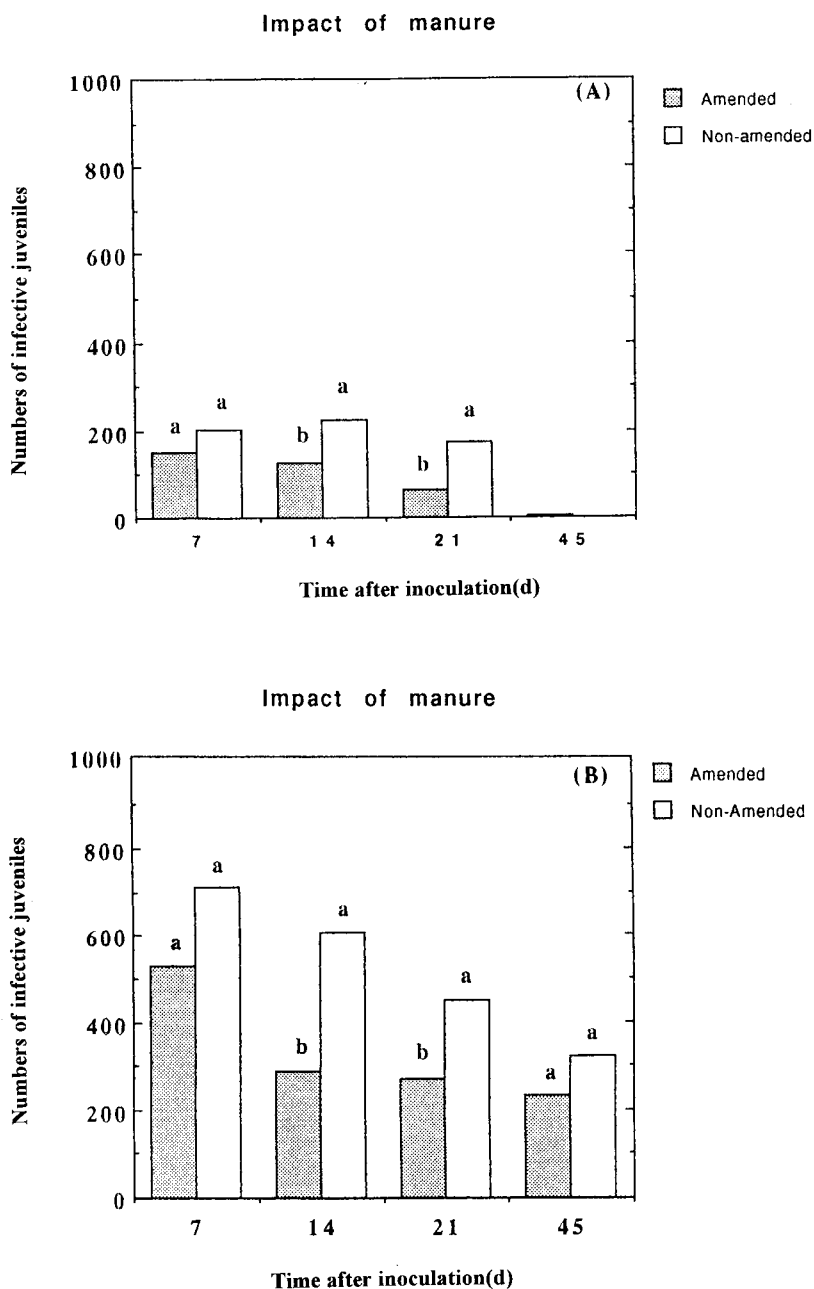 Impact of manure
(A)
1000
800
600
400
200
0
Amended
Non-amended
a
a
b
a
b
a
7
14
21
45
Numbers of infective juveniles
Time after inoculation(d)
Impact of manure
(B)
1000
800
600
400
200
0
Amended
Non-Amended
a
a
b
a
b
a
a
a
7
14
21
45
Numbers of infective juveniles
Time after inoculation(d)